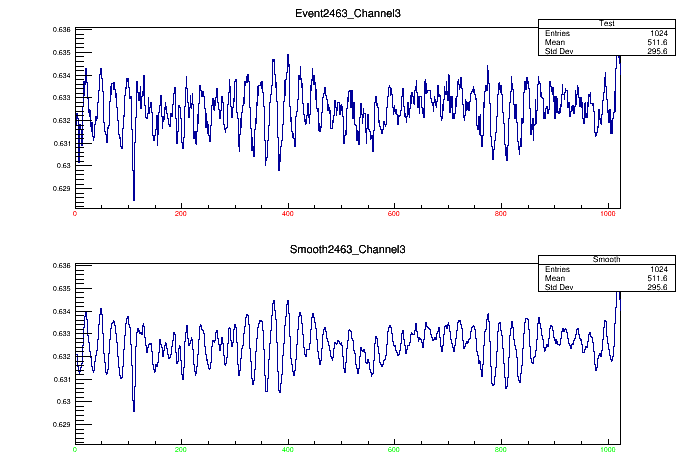 Event2463_Channel3
Test
Entries 1024
Mean 511.6
Std Dev 295.6
0.636
0.635
0.634
0.633
0.632
0.631
0.63
0.629
0 200 400 600 800 1000
Smooth2463_Channel3
Smooth
Entries 1024
Mean 511.6
Std Dev 295.6
0.636
0.635
0.634
0.633
0.632
0.631
0.63
0.629
0 200 400 600 800 1000